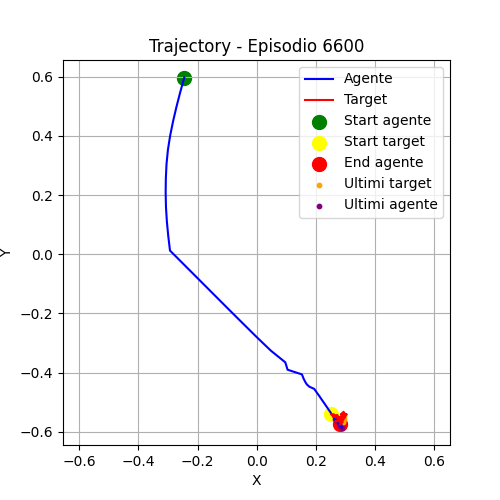 Trajectory - Episodio 6600
Agente
Target
Start agente
Start target
End agente
Ultimi target
Ultimi agente
Y
0.6
0.4
0.2
0.0
−0.2
−0.4
−0.6
−0.6
−0.4
−0.2
0.0
0.2
0.4
0.6
X